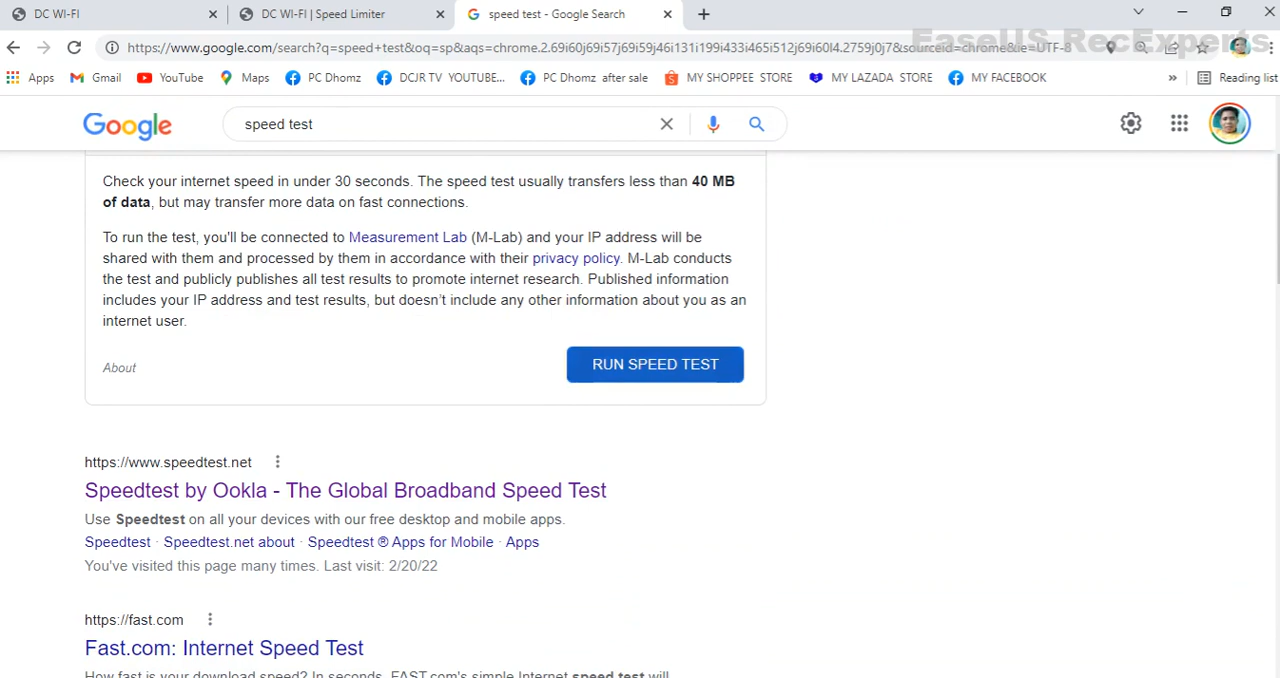 DC WI-FI
DC WI-FI | Speed Limiter
speed test - Google Search
https://www.google.com/search?q=speed+test&oq=sp&aqs=chrome.2.69i60j69i57j69i59j46i131i199i433i465i512j69i60l4.2759j0j7&sourceid=chrome&ie=UTF-8
EaseUS RecExperts
Apps
Gmail
YouTube
Maps
PC Dhomz
DCJR TV YOUTUBE...
PC Dhomz after sale
MY SHOPPEE STORE
MY LAZADA STORE
MY FACEBOOK
»
Reading list
Google
speed test
Check your internet speed in under 30 seconds. The speed test usually transfers less than 40 MB
of data, but may transfer more data on fast connections.
To run the test, you'll be connected to Measurement Lab (M-Lab) and your IP address will be
shared with them and processed by them in accordance with their privacy policy. M-Lab conducts
the test and publicly publishes all test results to promote internet research. Published information
includes your IP address and test results, but doesn't include any other information about you as an
internet user.
About
RUN SPEED TEST
https://www.speedtest.net
Speedtest by Ookla - The Global Broadband Speed Test
Use Speedtest on all your devices with our free desktop and mobile apps.
Speedtest · Speedtest.net about · Speedtest ® Apps for Mobile · Apps
You've visited this page many times. Last visit: 2/20/22
https://fast.com
Fast.com: Internet Speed Test
How fast is your download speed? In seconds, FAST.com's simple Internet speed test will